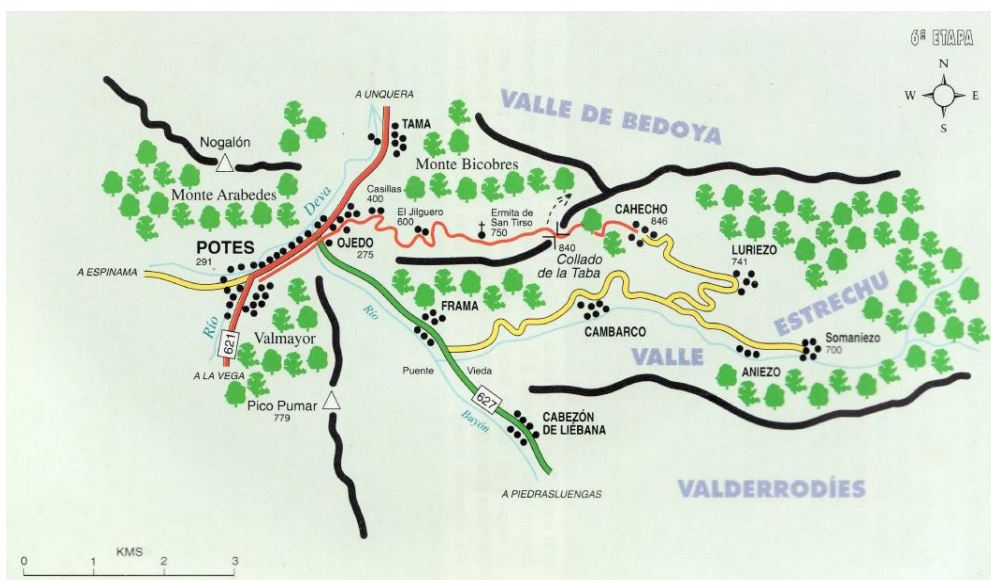 6ª ETAPA
N
W
E
S
A UNQUERA
VALLE DE BEDOYA
TAMA
Nogalón
Monte Bicobres
Monte Arabedes
Casillas
400
Deva
El Jilguero
600
Ermita de
San Tirso
750
CAHECHO
846
POTES
291
OJEDO
275
840
Collado
de la Taba
LURIEZO
741
A ESPINAMA
FRAMA
Río
ESTRECHU
Río
621
Valmayor
CAMBARCO
VALLE
Somaniezo
700
A LA VEGA
Puente
Vieda
ANIEZO
Pico Pumar
779
627
Bayón
CABEZÓN
DE LIÉBANA
A PIEDRASLUENGAS
VALDERRODÍES
KMS
0
1
2
3